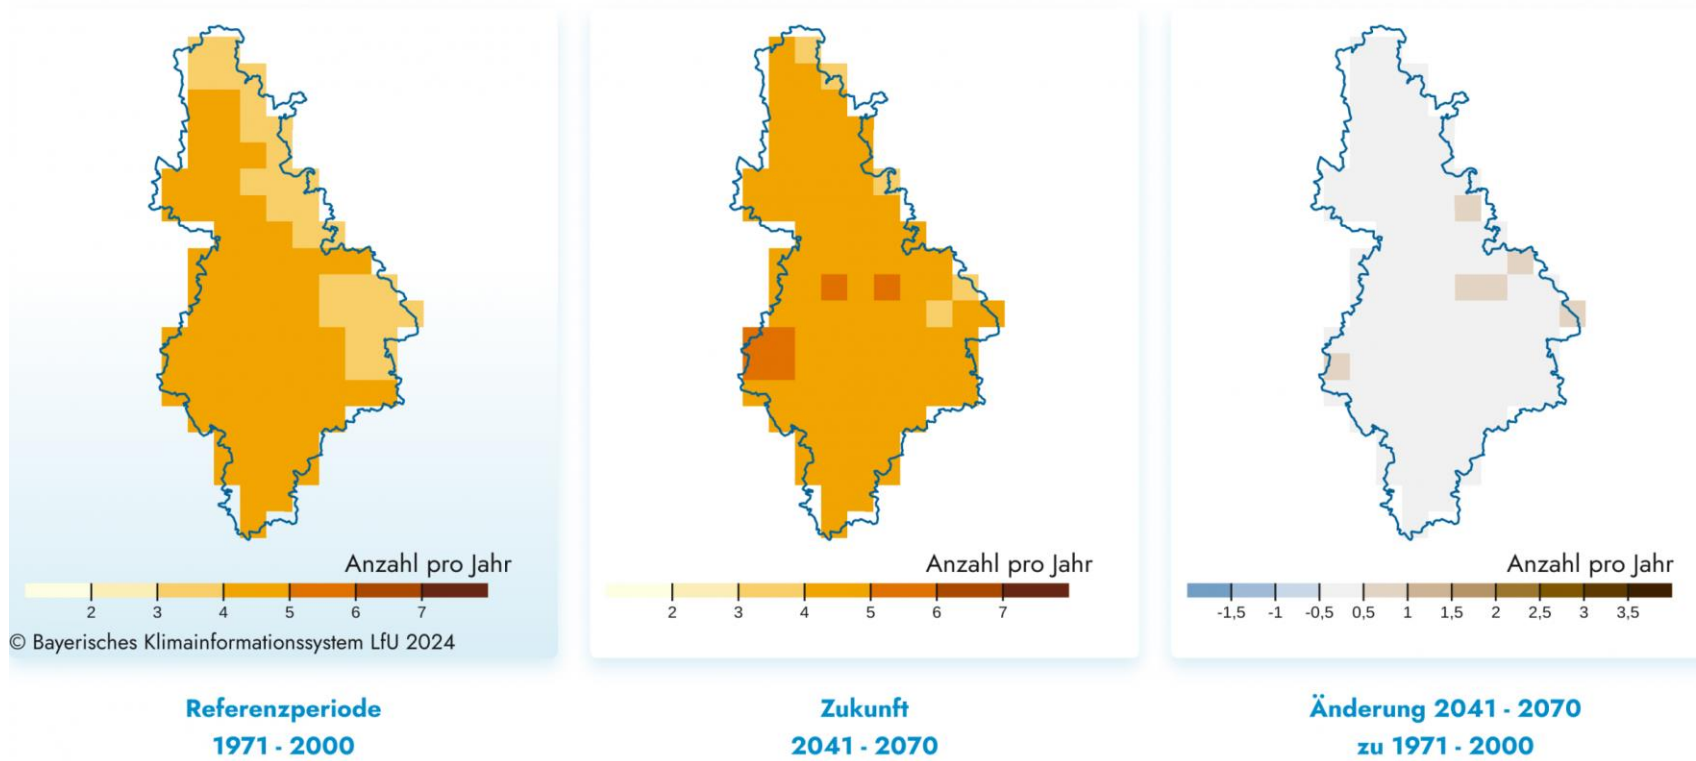 Anzahl pro Jahr
2 3 4 5 6 7
© Bayerisches Klimainformationssystem LfU 2024
Referenzperiode
1971 - 2000
Anzahl pro Jahr
2 3 4 5 6 7
Zukunft
2041 - 2070
Anzahl pro Jahr
-1,5 -1 -0,5 0,5 1 1,5 2 2,5 3 3,5
Änderung 2041 - 2070
zu 1971 - 2000